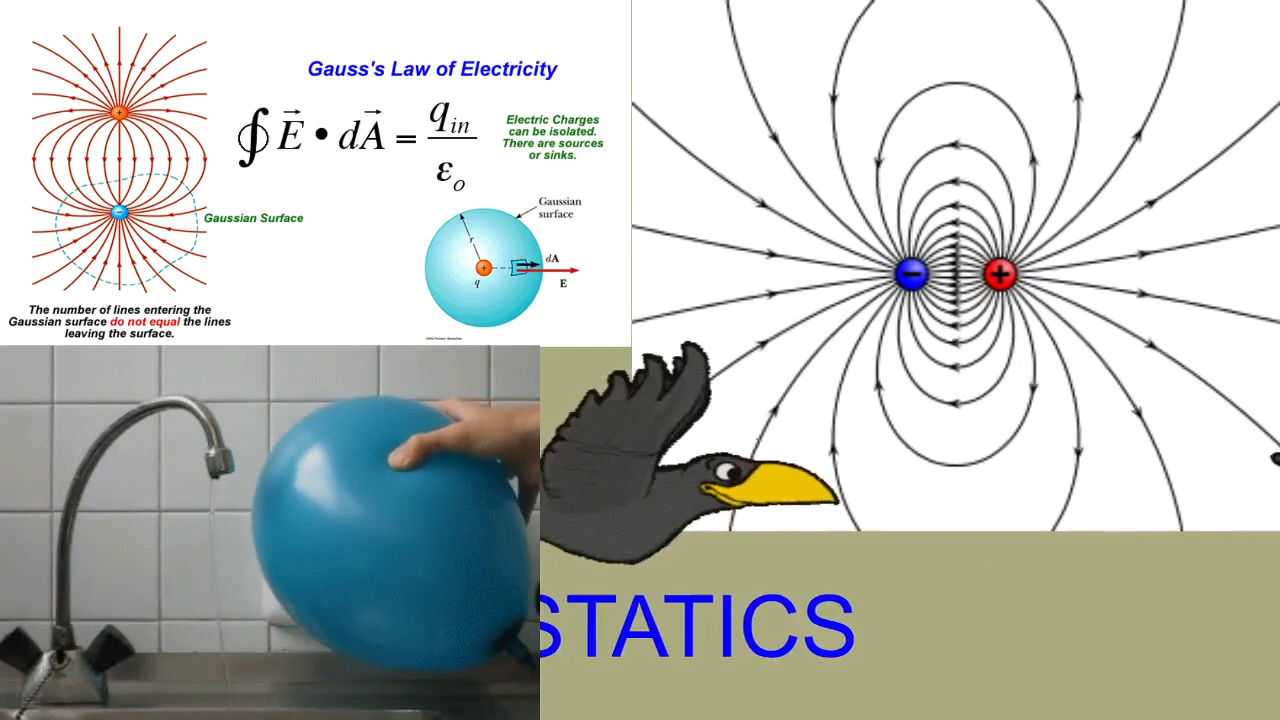 Gauss's Law of Electricity
∮ E⃗ • dA⃗ = q_in / ε_o
Electric Charges
can be isolated.
There are sources
or sinks.
+
−
Gaussian Surface
Gaussian
surface
r
+
q
dA
E
The number of lines entering the
Gaussian surface do not equal the lines
leaving the surface.
−
+
STATICS